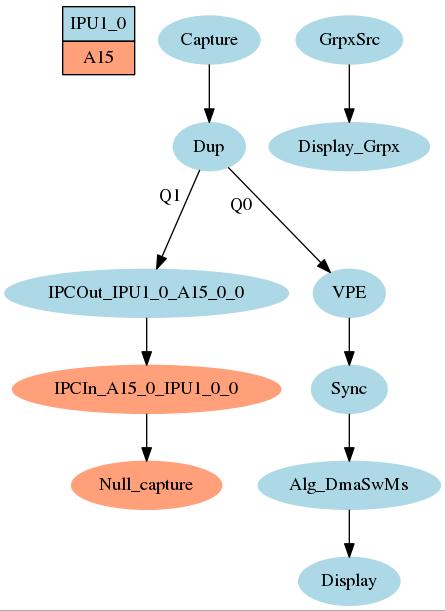 IPU1_0
A15
Capture
GrpxSrc
Dup
Display_Grpx
Q1
Q0
IPCOut_IPU1_0_A15_0_0
VPE
IPCIn_A15_0_IPU1_0_0
Sync
Null_capture
Alg_DmaSwMs
Display